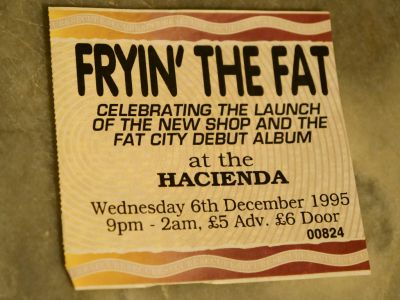 FRYIN' THE FAT
CELEBRATING THE LAUNCH
OF THE NEW SHOP AND THE
FAT CITY DEBUT ALBUM
at the
HACIENDA
Wednesday 6th December 1995
9pm - 2am, £5 Adv. £6 Door
00824